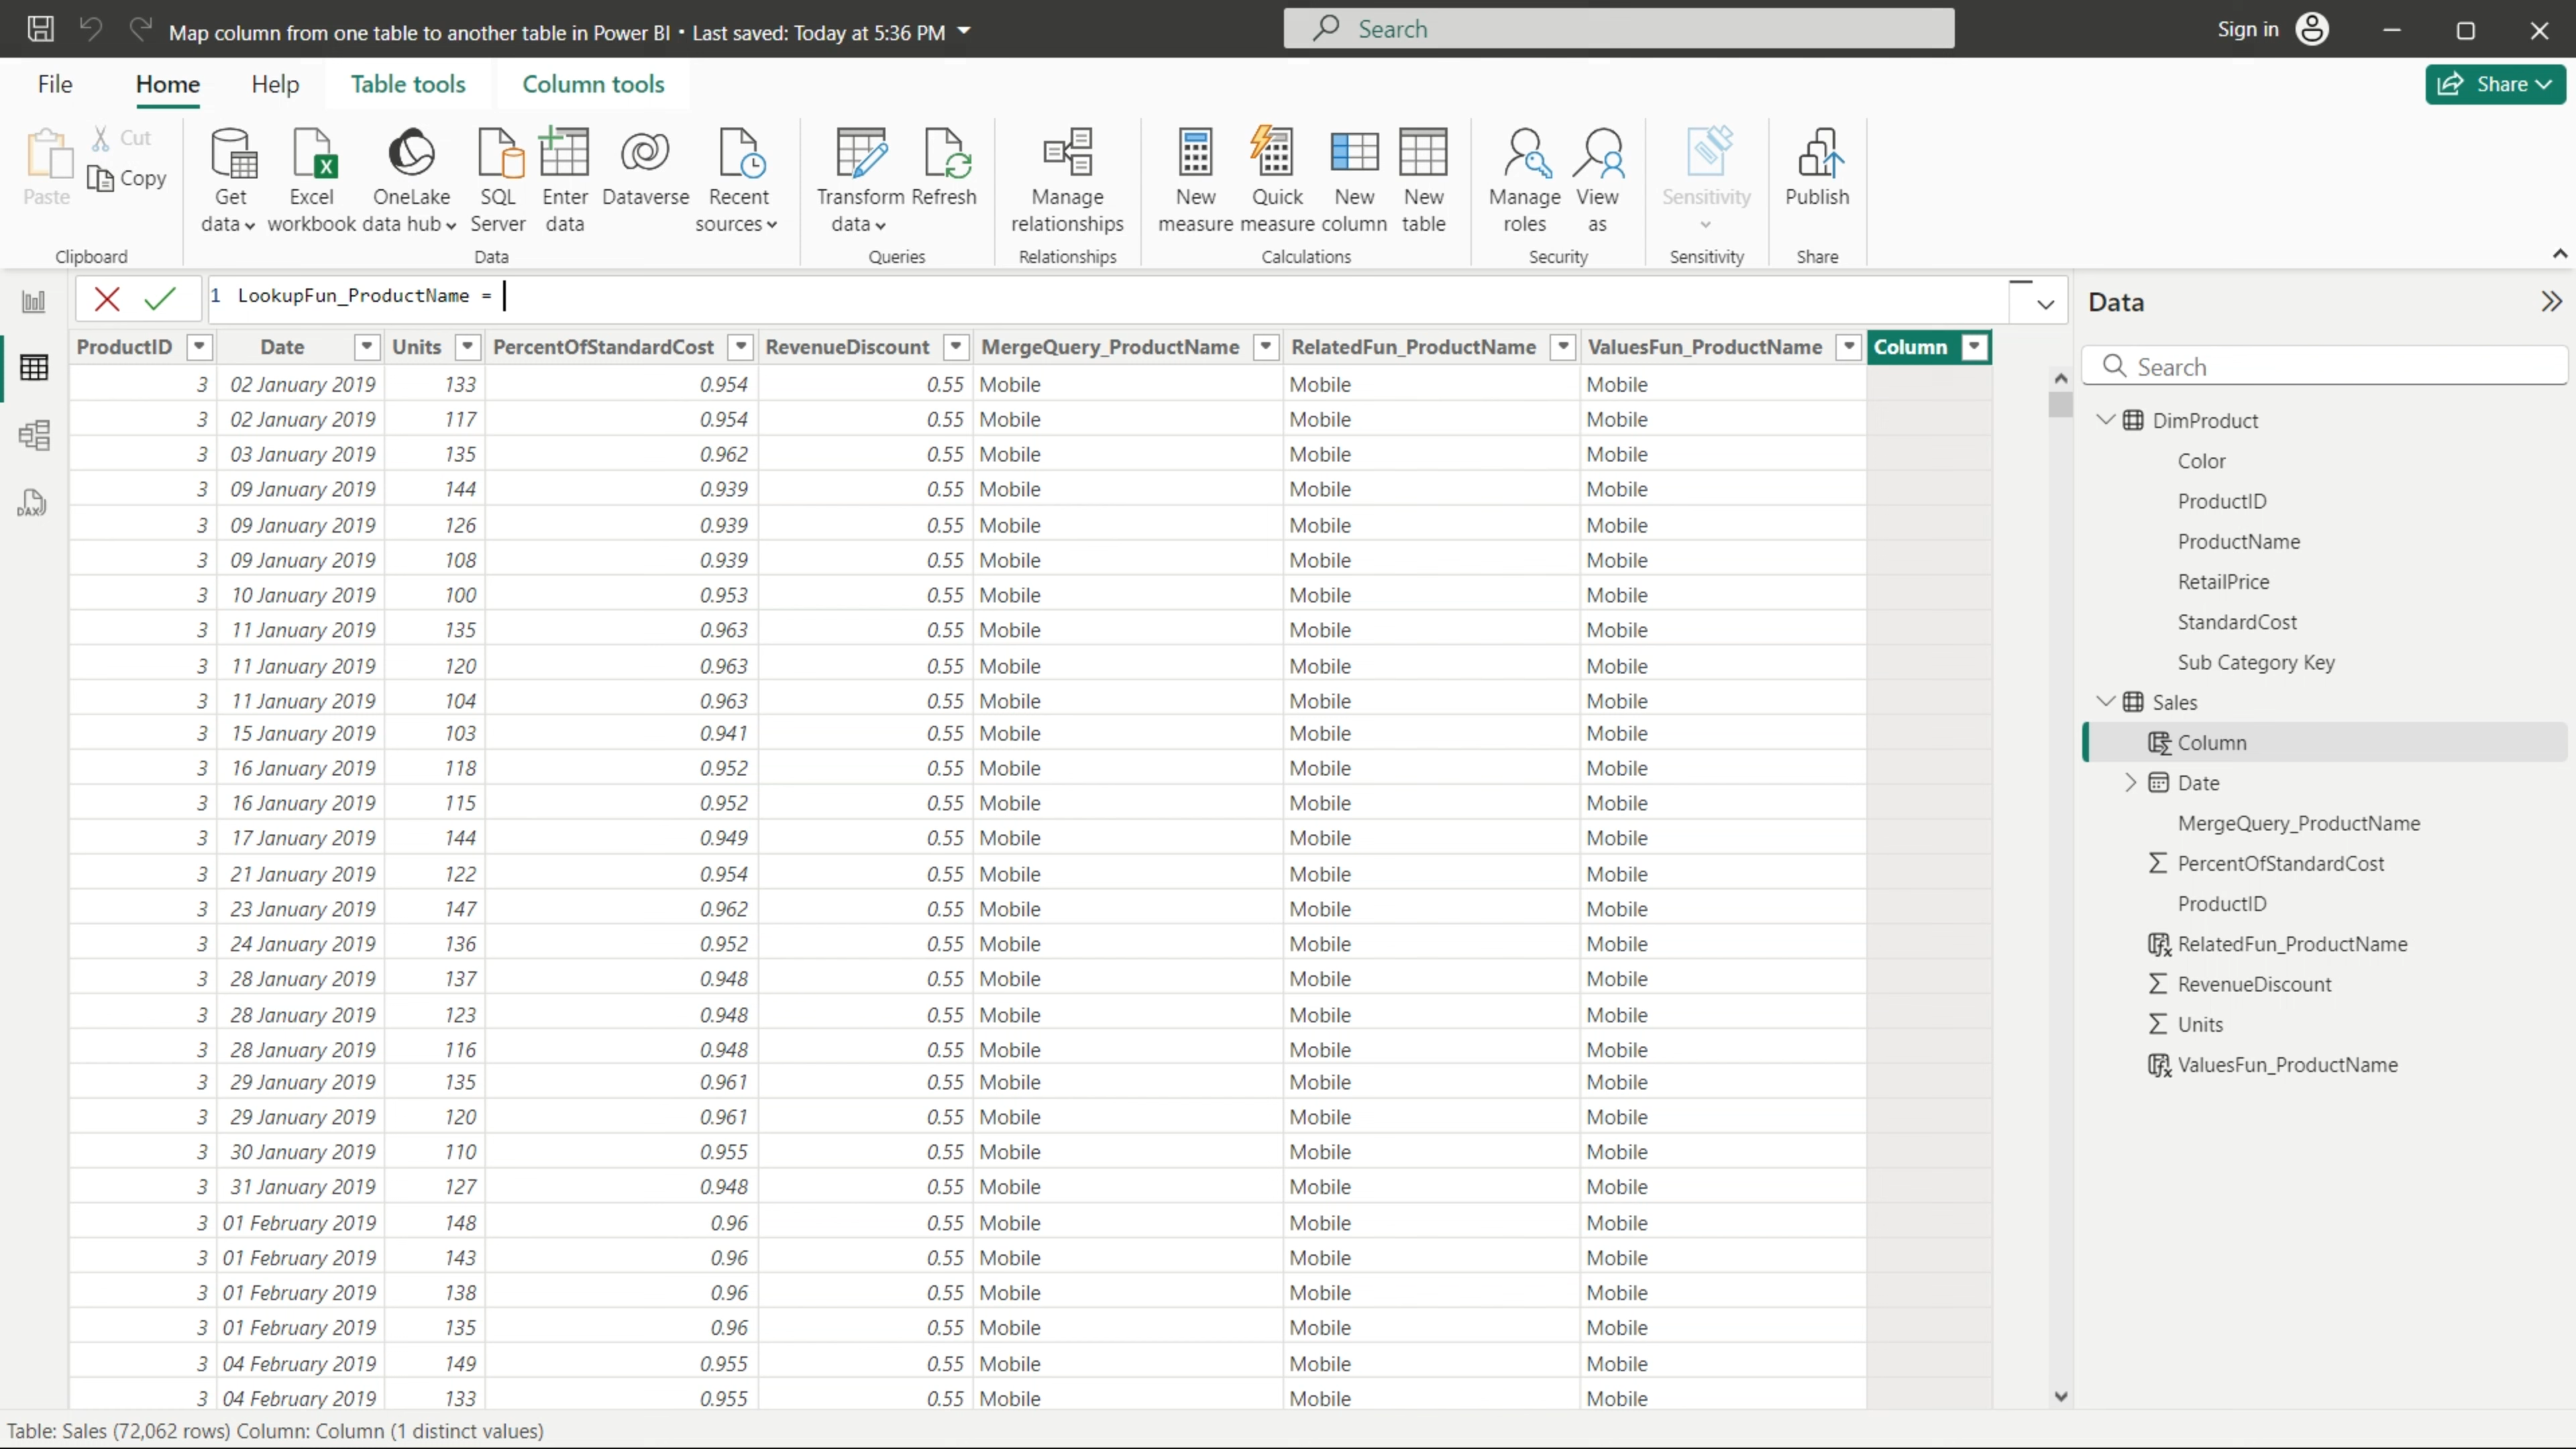 Map column from one table to another table in Power BI • Last saved: Today at 5:36 PM
Search
Sign in
File Home Help Table tools Column tools
Share
Paste
Cut
Copy
Get data
Excel workbook
OneLake data hub
SQL Server
Enter data
Dataverse
Recent sources
Transform data
Refresh
Manage relationships
New measure
Quick measure
New column
New table
Manage roles
View as
Sensitivity
Publish
Clipboard Data Queries Relationships Calculations Security Sensitivity Share
1 LookupFun_ProductName =
ProductID Date Units PercentOfStandardCost RevenueDiscount MergeQuery_ProductName RelatedFun_ProductName ValuesFun_ProductName Column
3 02 January 2019 133 0.954 0.55 Mobile Mobile Mobile
3 02 January 2019 117 0.954 0.55 Mobile Mobile Mobile
3 03 January 2019 135 0.962 0.55 Mobile Mobile Mobile
3 09 January 2019 144 0.939 0.55 Mobile Mobile Mobile
3 09 January 2019 126 0.939 0.55 Mobile Mobile Mobile
3 09 January 2019 108 0.939 0.55 Mobile Mobile Mobile
3 10 January 2019 100 0.953 0.55 Mobile Mobile Mobile
3 11 January 2019 135 0.963 0.55 Mobile Mobile Mobile
3 11 January 2019 120 0.963 0.55 Mobile Mobile Mobile
3 11 January 2019 104 0.963 0.55 Mobile Mobile Mobile
3 15 January 2019 103 0.941 0.55 Mobile Mobile Mobile
3 16 January 2019 118 0.952 0.55 Mobile Mobile Mobile
3 16 January 2019 115 0.952 0.55 Mobile Mobile Mobile
3 17 January 2019 144 0.949 0.55 Mobile Mobile Mobile
3 21 January 2019 122 0.954 0.55 Mobile Mobile Mobile
3 23 January 2019 147 0.962 0.55 Mobile Mobile Mobile
3 24 January 2019 136 0.952 0.55 Mobile Mobile Mobile
3 28 January 2019 137 0.948 0.55 Mobile Mobile Mobile
3 28 January 2019 123 0.948 0.55 Mobile Mobile Mobile
3 28 January 2019 116 0.948 0.55 Mobile Mobile Mobile
3 29 January 2019 135 0.961 0.55 Mobile Mobile Mobile
3 29 January 2019 120 0.961 0.55 Mobile Mobile Mobile
3 30 January 2019 110 0.955 0.55 Mobile Mobile Mobile
3 31 January 2019 127 0.948 0.55 Mobile Mobile Mobile
3 01 February 2019 148 0.96 0.55 Mobile Mobile Mobile
3 01 February 2019 143 0.96 0.55 Mobile Mobile Mobile
3 01 February 2019 138 0.96 0.55 Mobile Mobile Mobile
3 01 February 2019 135 0.96 0.55 Mobile Mobile Mobile
3 04 February 2019 149 0.955 0.55 Mobile Mobile Mobile
3 04 February 2019 133 0.955 0.55 Mobile Mobile Mobile
DAX
Data
Search
DimProduct
Color
ProductID
ProductName
RetailPrice
StandardCost
Sub Category Key
Sales
Column
Date
MergeQuery_ProductName
∑ PercentOfStandardCost
ProductID
RelatedFun_ProductName
∑ RevenueDiscount
∑ Units
ValuesFun_ProductName
Table: Sales (72,062 rows) Column: Column (1 distinct values)